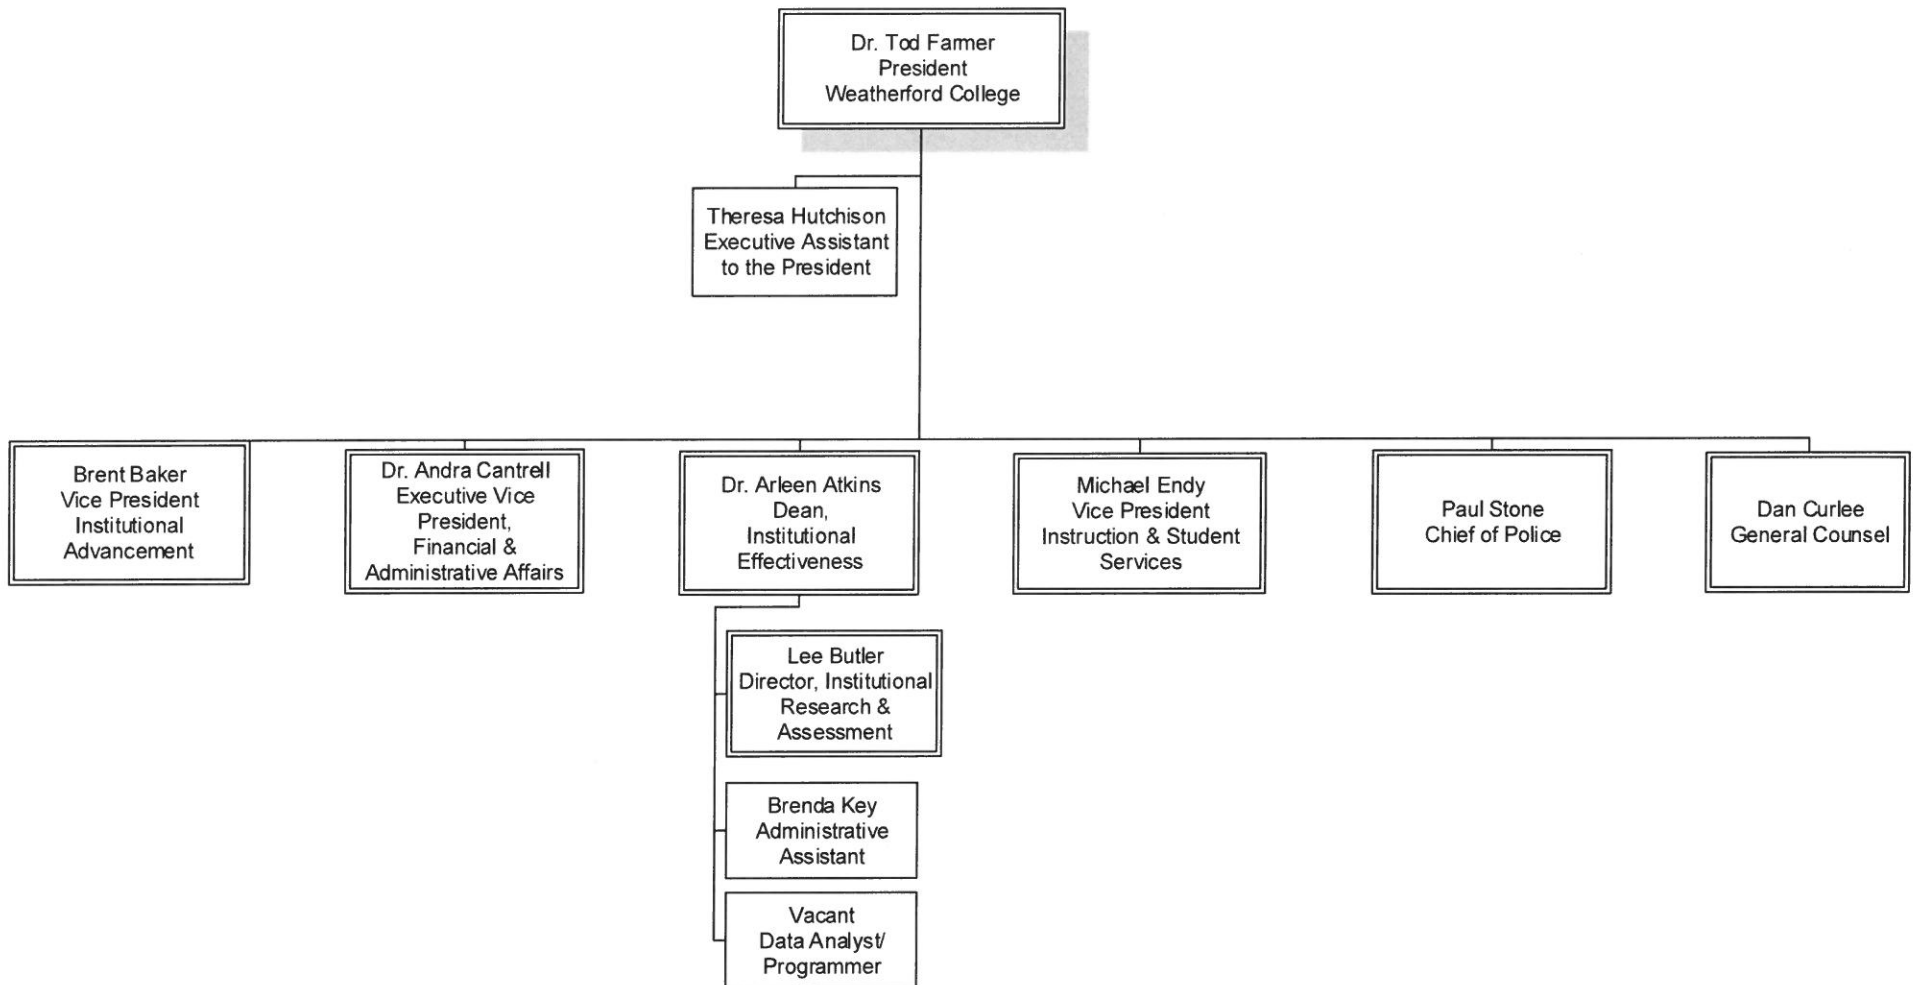 Dr. Tod Farmer
President
Weatherford College
Theresa Hutchison
Executive Assistant
to the President
Brent Baker
Vice President
Institutional
Advancement
Dr. Andra Cantrell
Executive Vice
President,
Financial &
Administrative Affairs
Dr. Arleen Atkins
Dean,
Institutional
Effectiveness
Michael Endy
Vice President
Instruction & Student
Services
Paul Stone
Chief of Police
Dan Curlee
General Counsel
Lee Butler
Director, Institutional
Research &
Assessment
Brenda Key
Administrative
Assistant
Vacant
Data Analyst/
Programmer